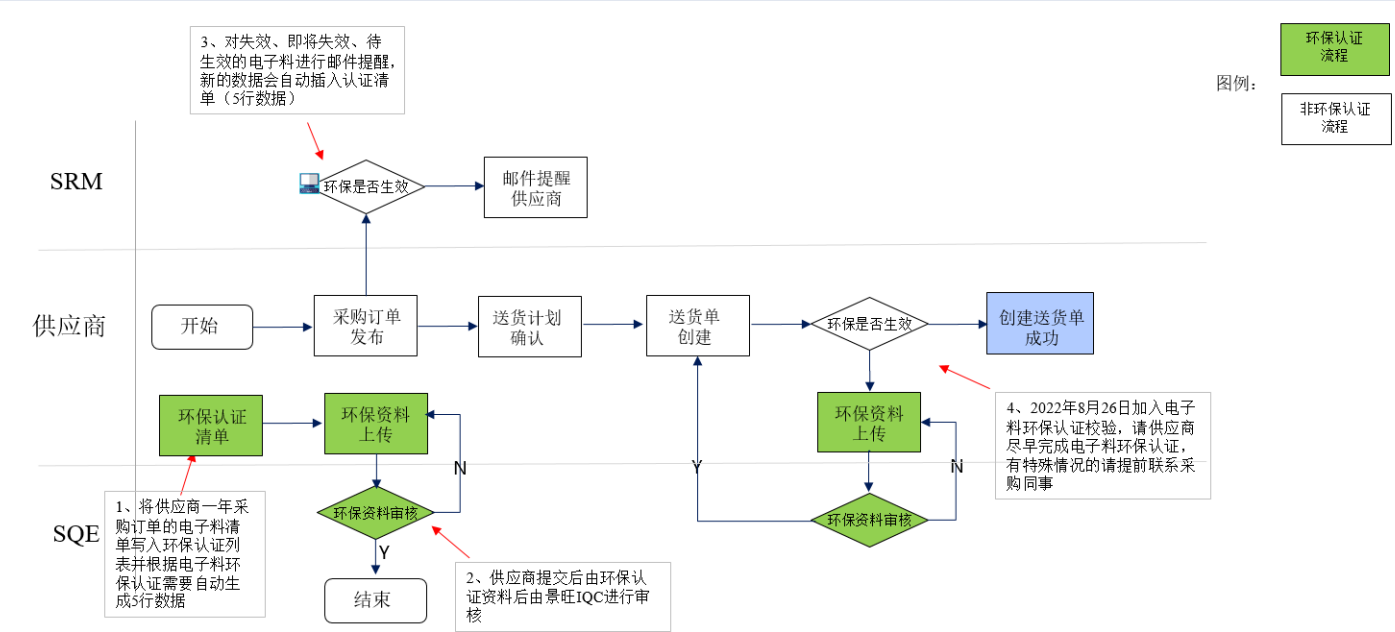 3、对失效、即将失效、待
生效的电子料进行邮件提醒，
新的数据会自动插入认证清
单（5行数据）
图例：
环保认证
流程
非环保认证
流程
SRM
环保是否生效
邮件提醒
供应商
供应商
开始
采购订单
发布
送货计划
确认
送货单
创建
环保是否生效
创建送货单
成功
环保认证
清单
环保资料
上传
环保资料
上传
4、2022年8月26日加入电子
料环保认证校验，请供应商
尽早完成电子料环保认证，
有特殊情况的请提前联系采
购同事
N
Y
N
SQE
1、将供应商一年采
购订单的电子料清
单写入环保认证列
表并根据电子料环
保认证需要自动生
成5行数据
环保资料审核
环保资料审核
Y
结束
2、供应商提交后由环保认
证资料后由景旺IQC进行审
核